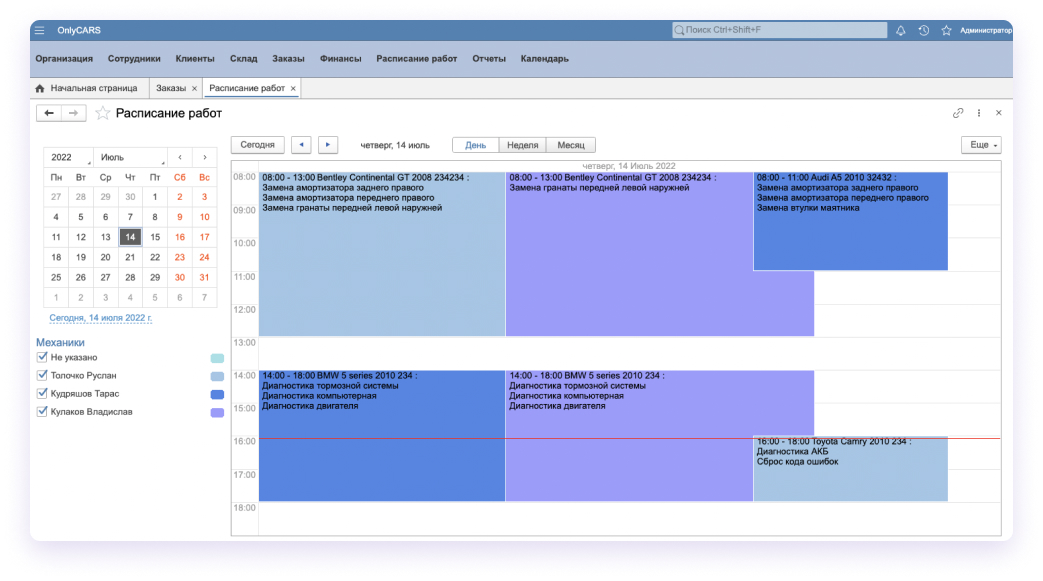 OnlyCARS
Поиск Ctrl+Shift+F
Администратор
Организация Сотрудники Клиенты Склад Заказы Финансы Расписание работ Отчеты Календарь
Начальная страница Заказы × Расписание работ ×
Расписание работ
Сегодня четверг, 14 июль День Неделя Месяц Еще
2022 Июль
Пн Вт Ср Чт Пт Сб Вс
27 28 29 30 1 2 3
4 5 6 7 8 9 10
11 12 13 14 15 16 17
18 19 20 21 22 23 24
25 26 27 28 29 30 31
1 2 3 4 5 6 7
Сегодня, 14 июля 2022 г.
Механики
Не указано
Толочко Руслан
Кудряшов Тарас
Кулаков Владислав
четверг, 14 Июль 2022
08:00
09:00
10:00
11:00
12:00
13:00
14:00
15:00
16:00
17:00
18:00
08:00 - 13:00 Bentley Continental GT 2008 234234 :
Замена амортизатора заднего правого
Замена амортизатора переднего правого
Замена гранаты передней левой наружней
08:00 - 13:00 Bentley Continental GT 2008 234234 :
Замена гранаты передней левой наружней
08:00 - 11:00 Audi A5 2010 32432 :
Замена амортизатора заднего правого
Замена амортизатора переднего правого
Замена втулки маятника
14:00 - 18:00 BMW 5 series 2010 234 :
Диагностика тормозной системы
Диагностика компьютерная
Диагностика двигателя
14:00 - 18:00 BMW 5 series 2010 234 :
Диагностика тормозной системы
Диагностика компьютерная
Диагностика двигателя
16:00 - 18:00 Toyota Camry 2010 234 :
Диагностика АКБ
Сброс кода ошибок